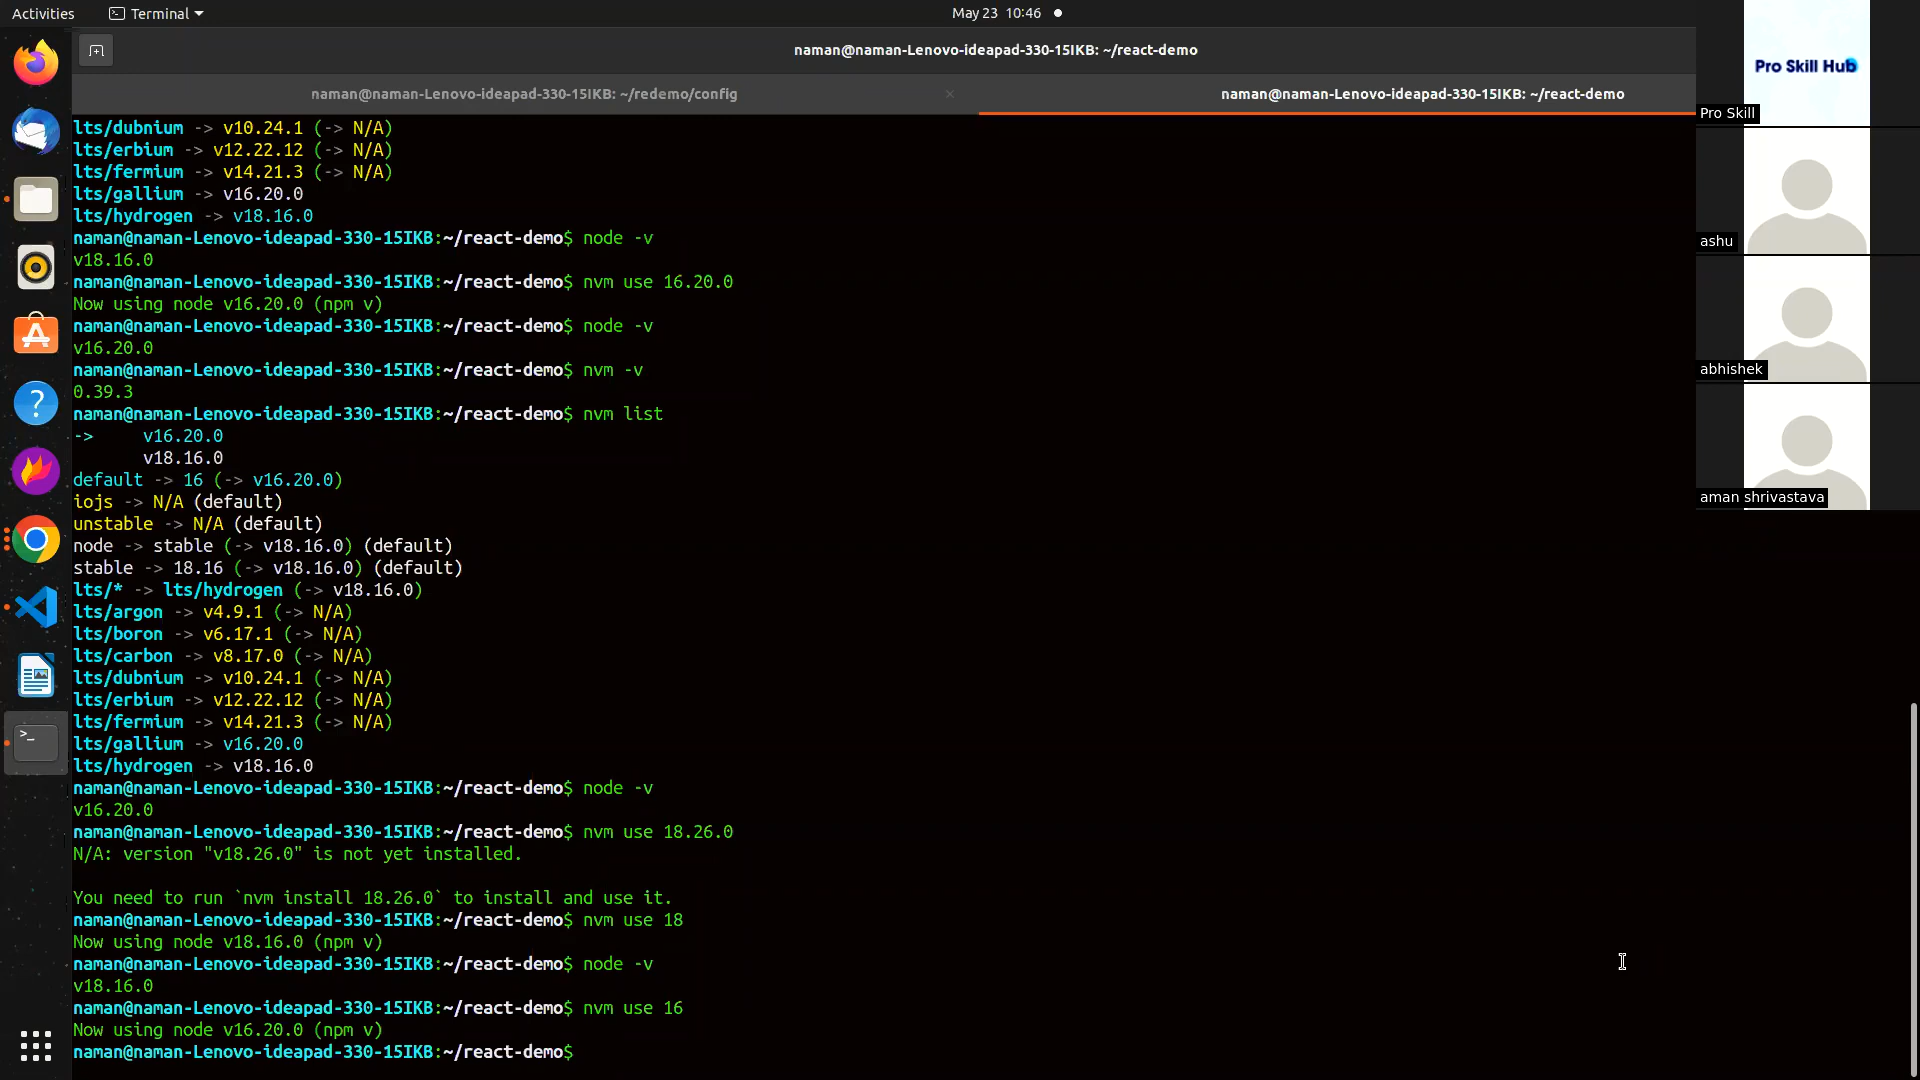 Activities
Terminal
May 23 10:46
naman@naman-Lenovo-ideapad-330-15IKB: ~/react-demo
naman@naman-Lenovo-ideapad-330-15IKB: ~/redemo/config
naman@naman-Lenovo-ideapad-330-15IKB: ~/react-demo
lts/dubnium -> v10.24.1 (-> N/A)
lts/erbium -> v12.22.12 (-> N/A)
lts/fermium -> v14.21.3 (-> N/A)
lts/gallium -> v16.20.0
lts/hydrogen -> v18.16.0
naman@naman-Lenovo-ideapad-330-15IKB:~/react-demo$ node -v
v18.16.0
naman@naman-Lenovo-ideapad-330-15IKB:~/react-demo$ nvm use 16.20.0
Now using node v16.20.0 (npm v)
naman@naman-Lenovo-ideapad-330-15IKB:~/react-demo$ node -v
v16.20.0
naman@naman-Lenovo-ideapad-330-15IKB:~/react-demo$ nvm -v
0.39.3
naman@naman-Lenovo-ideapad-330-15IKB:~/react-demo$ nvm list
->     v16.20.0
v18.16.0
default -> 16 (-> v16.20.0)
iojs -> N/A (default)
unstable -> N/A (default)
node -> stable (-> v18.16.0) (default)
stable -> 18.16 (-> v18.16.0) (default)
lts/* -> lts/hydrogen (-> v18.16.0)
lts/argon -> v4.9.1 (-> N/A)
lts/boron -> v6.17.1 (-> N/A)
lts/carbon -> v8.17.0 (-> N/A)
lts/dubnium -> v10.24.1 (-> N/A)
lts/erbium -> v12.22.12 (-> N/A)
lts/fermium -> v14.21.3 (-> N/A)
lts/gallium -> v16.20.0
lts/hydrogen -> v18.16.0
naman@naman-Lenovo-ideapad-330-15IKB:~/react-demo$ node -v
v16.20.0
naman@naman-Lenovo-ideapad-330-15IKB:~/react-demo$ nvm use 18.26.0
N/A: version "v18.26.0" is not yet installed.
You need to run `nvm install 18.26.0` to install and use it.
naman@naman-Lenovo-ideapad-330-15IKB:~/react-demo$ nvm use 18
Now using node v18.16.0 (npm v)
naman@naman-Lenovo-ideapad-330-15IKB:~/react-demo$ node -v
v18.16.0
naman@naman-Lenovo-ideapad-330-15IKB:~/react-demo$ nvm use 16
Now using node v16.20.0 (npm v)
naman@naman-Lenovo-ideapad-330-15IKB:~/react-demo$
Pro Skill Hub
Pro Skill
ashu
abhishek
aman shrivastava